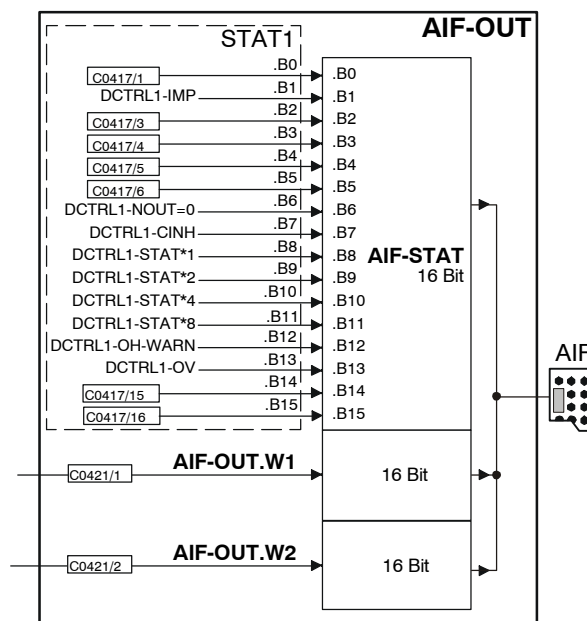 AIF-OUT
STAT1
C0417/1 .B0 .B0
DCTRL1-IMP .B1 .B1
C0417/3 .B2 .B2
C0417/4 .B3 .B3
C0417/5 .B4 .B4
C0417/6 .B5 .B5
DCTRL1-NOUT=0 .B6 .B6
DCTRL1-CINH .B7 .B7
DCTRL1-STAT*1 .B8 .B8 AIF-STAT
DCTRL1-STAT*2 .B9 .B9 16 Bit
DCTRL1-STAT*4 .B10 .B10
DCTRL1-STAT*8 .B11 .B11
DCTRL1-OH-WARN .B12 .B12
DCTRL1-OV .B13 .B13
C0417/15 .B14 .B14
C0417/16 .B15 .B15
AIF
C0421/1 AIF-OUT.W1 16 Bit
C0421/2 AIF-OUT.W2 16 Bit